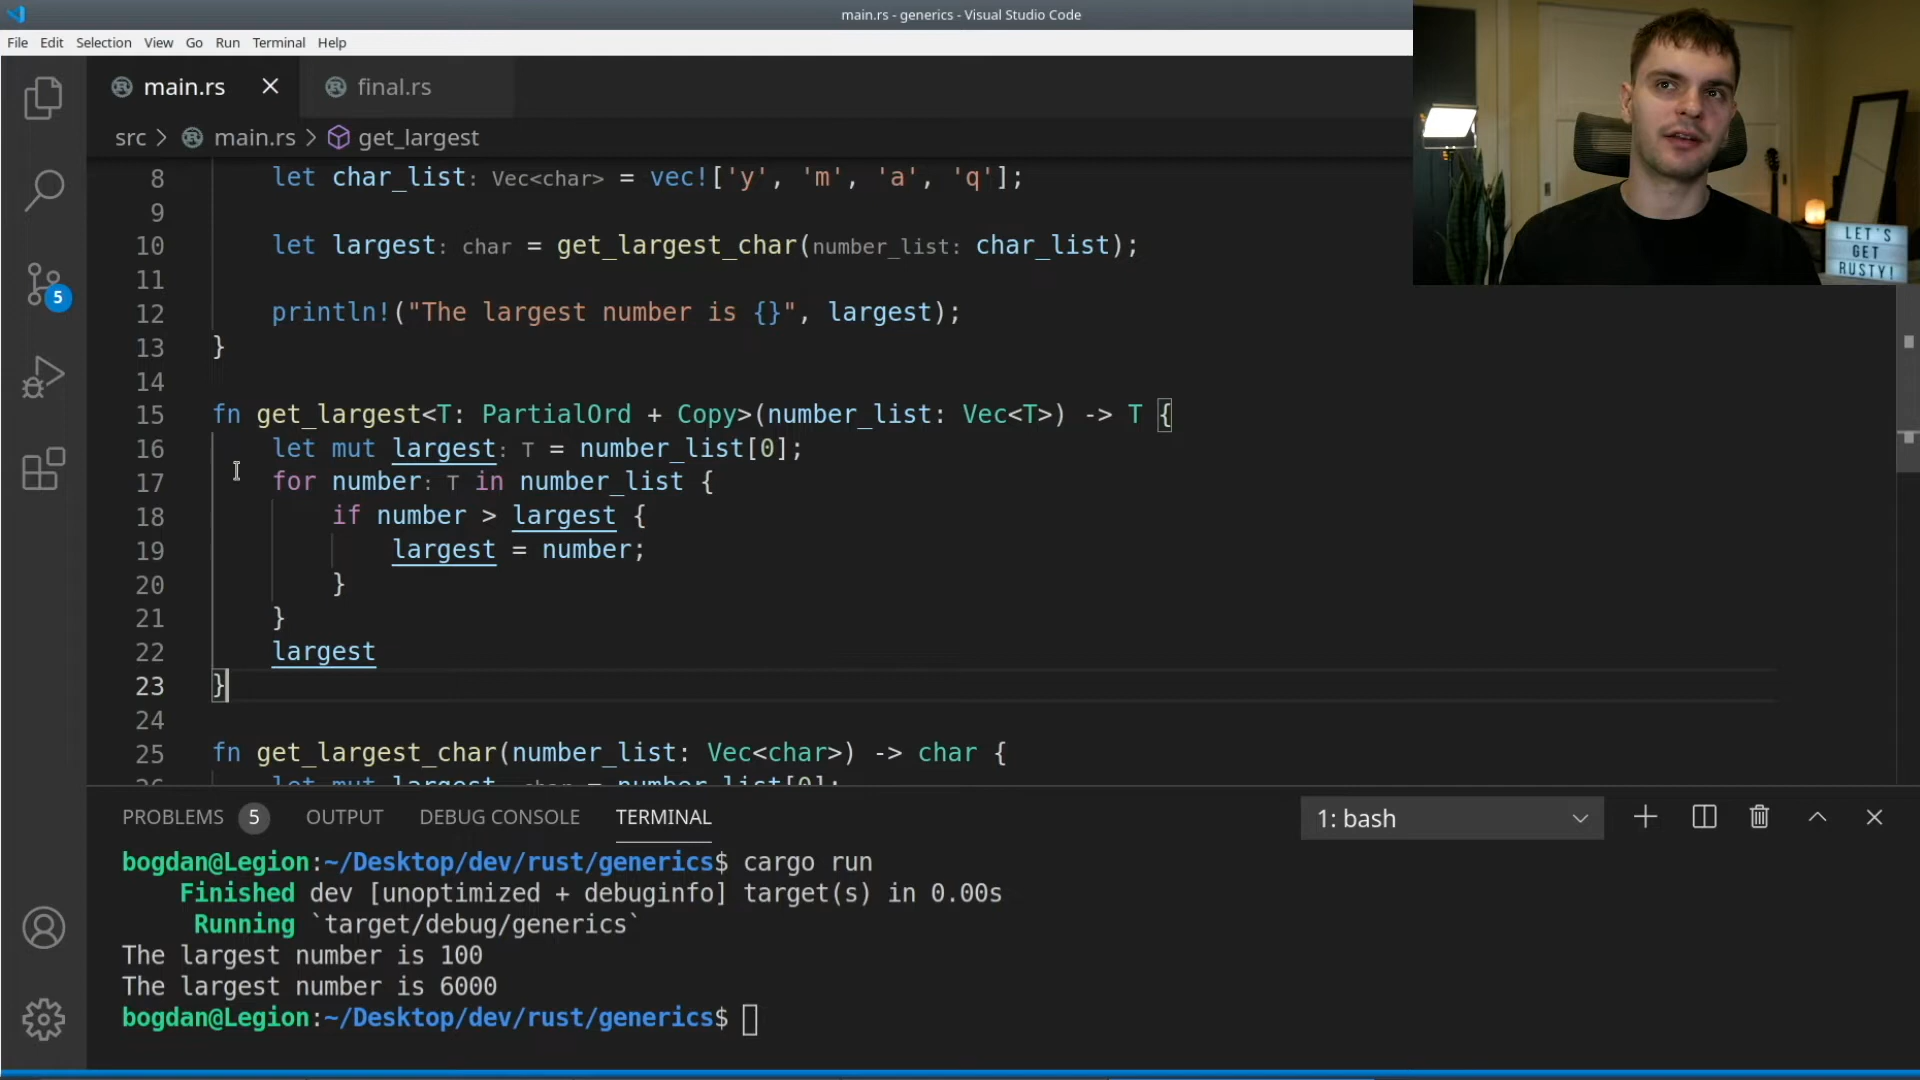 main.rs - generics - Visual Studio Code
File Edit Selection View Go Run Terminal Help
main.rs final.rs
src > main.rs > get_largest
8 let char_list: Vec<char> = vec!['y', 'm', 'a', 'q'];
9
10 let largest: char = get_largest_char(number_list: char_list);
11
12 println!("The largest number is {}", largest);
13 }
14
15 fn get_largest<T: PartialOrd + Copy>(number_list: Vec<T>) -> T {
16 let mut largest: T = number_list[0];
17 for number: T in number_list {
18 if number > largest {
19 largest = number;
20 }
21 }
22 largest
23 }
24
25 fn get_largest_char(number_list: Vec<char>) -> char {
26 let mut largest: char = number_list[0];
5
LET'S
GET
RUSTY!
PROBLEMS 5 OUTPUT DEBUG CONSOLE TERMINAL 1: bash
bogdan@Legion:~/Desktop/dev/rust/generics$ cargo run
Finished dev [unoptimized + debuginfo] target(s) in 0.00s
Running `target/debug/generics`
The largest number is 100
The largest number is 6000
bogdan@Legion:~/Desktop/dev/rust/generics$